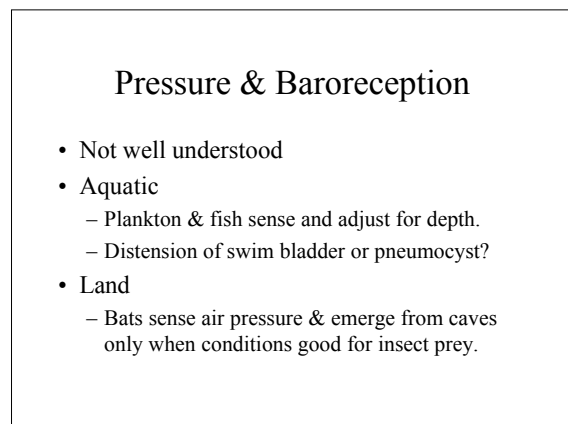 Pressure & Baroreception
• Not well understood
• Aquatic
– Plankton & fish sense and adjust for depth.
– Distension of swim bladder or pneumocyst?
• Land
– Bats sense air pressure & emerge from caves
only when conditions good for insect prey.